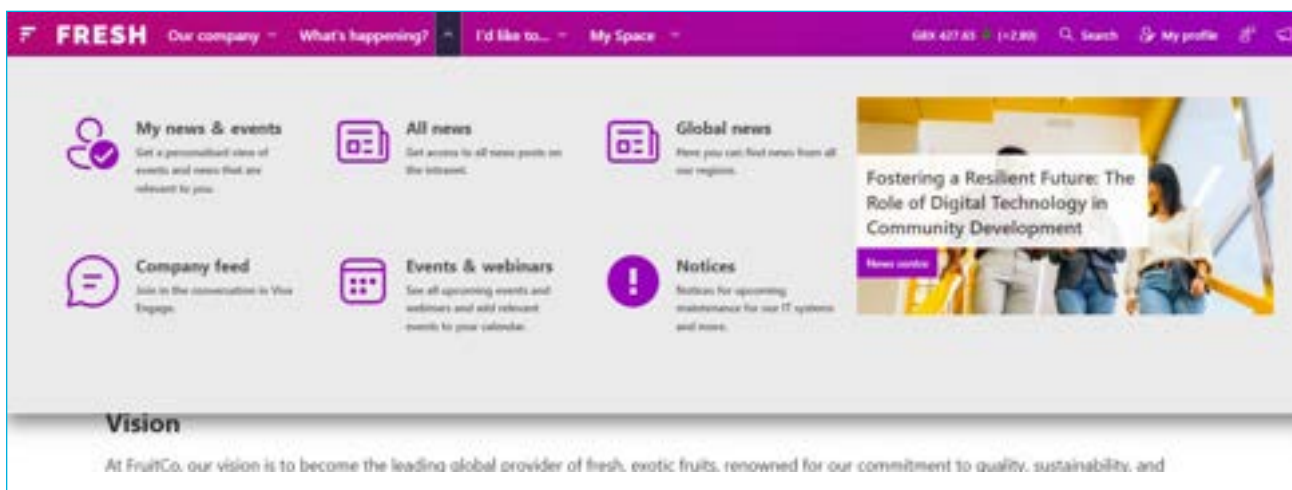 FRESH Our company What's happening? I'd like to... My Space GBX 427.65 (+2.80) Search My profile
My news & events
Get a personalised view of
events and news that are
relevant to you.
All news
Get access to all news posts on
the intranet.
Global news
Here you can find news from all
our regions.
Fostering a Resilient Future: The
Role of Digital Technology in
Community Development
News centre
Company feed
Join in the conversation in Viva
Engage.
Events & webinars
See all upcoming events and
webinars and add relevant
events to your calendar.
Notices
Notices for upcoming
maintenance for our IT systems
and more.
Vision
At FruitCo, our vision is to become the leading global provider of fresh, exotic fruits, renowned for our commitment to quality, sustainability, and